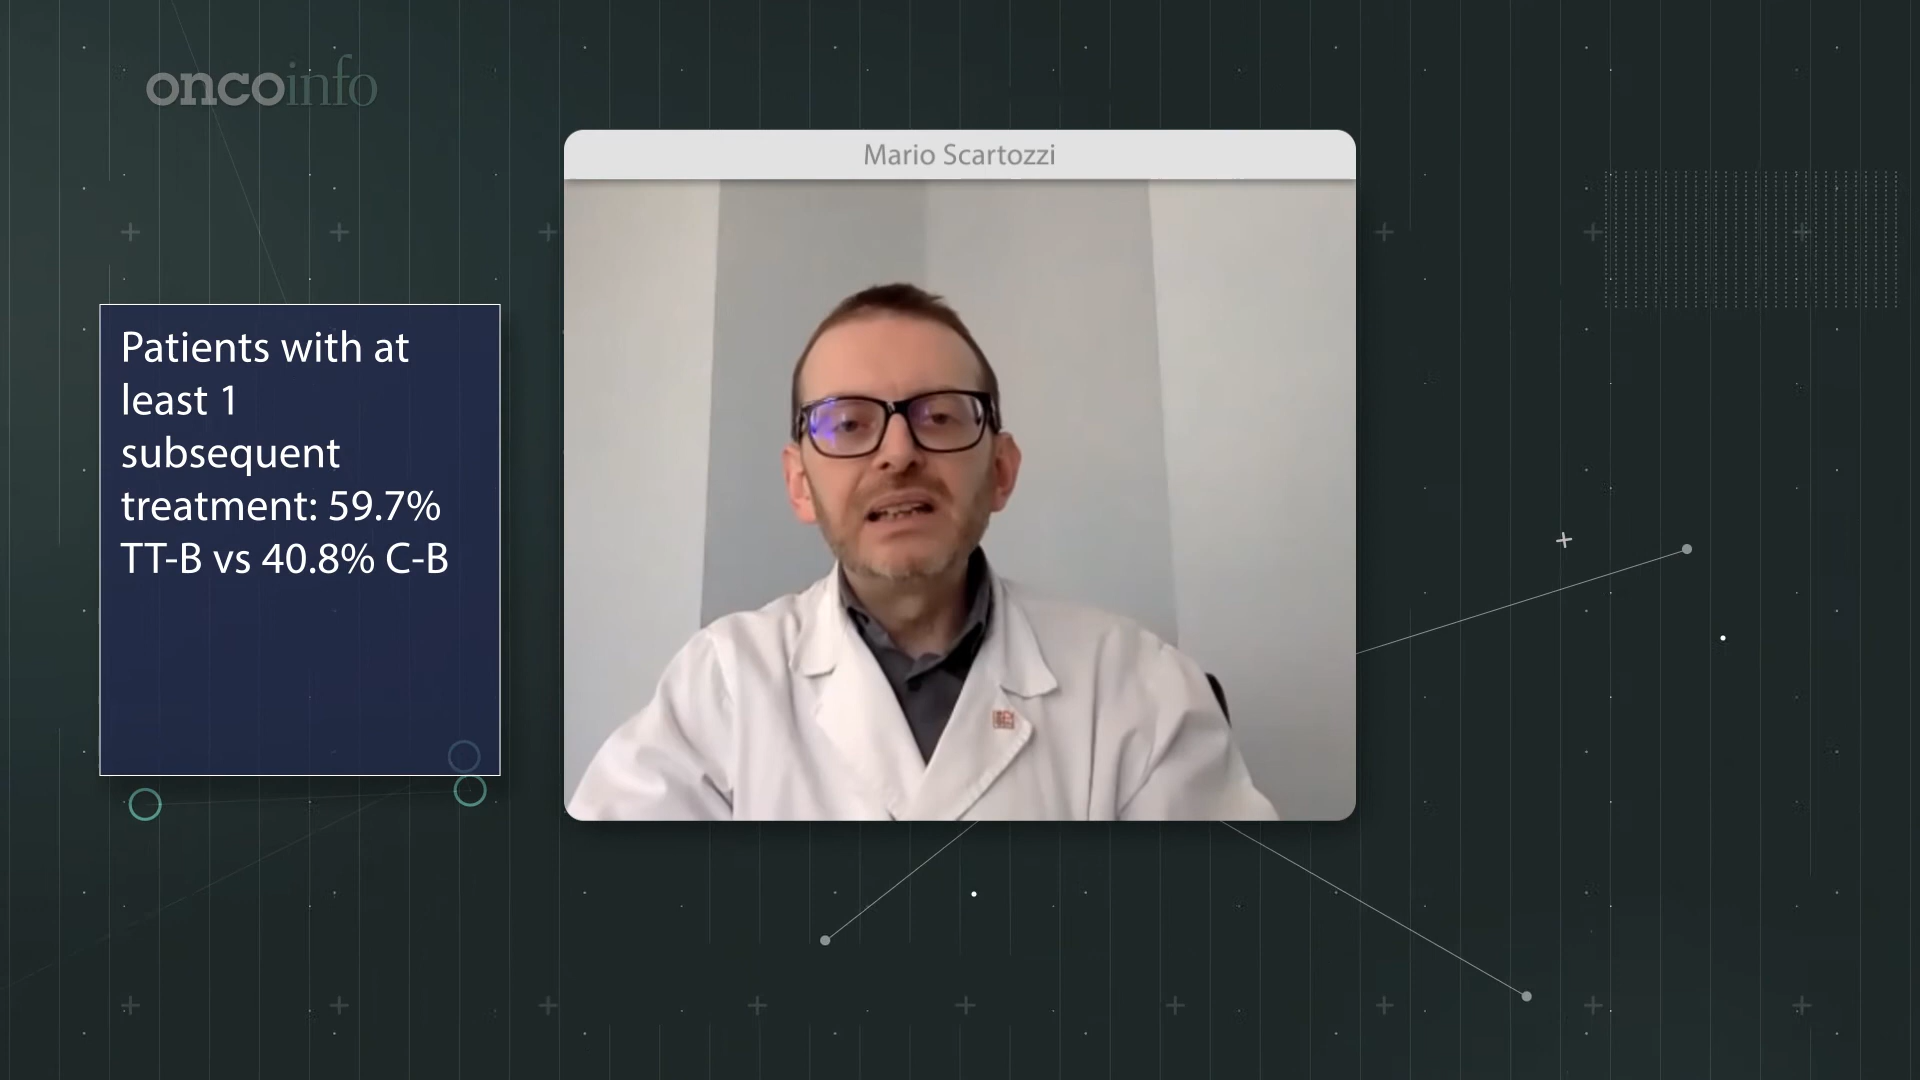 oncoinfo
Mario Scartozzi
Patients with at
least 1
subsequent
treatment: 59.7%
TT-B vs 40.8% C-B